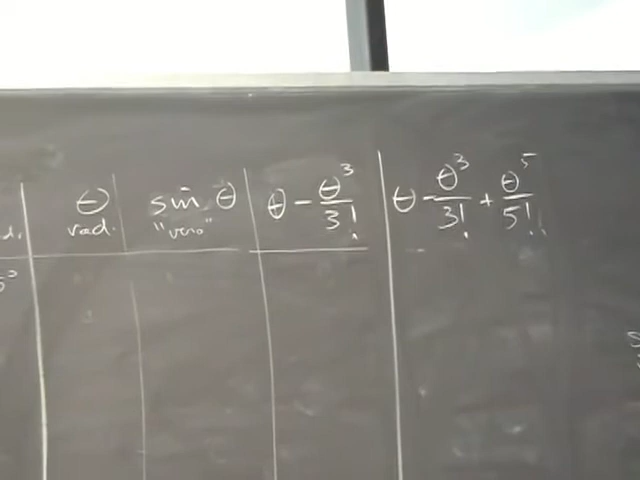 θ
rad.
sin θ
"vero"
θ - θ³/3!
θ - θ³/3! + θ⁵/5!